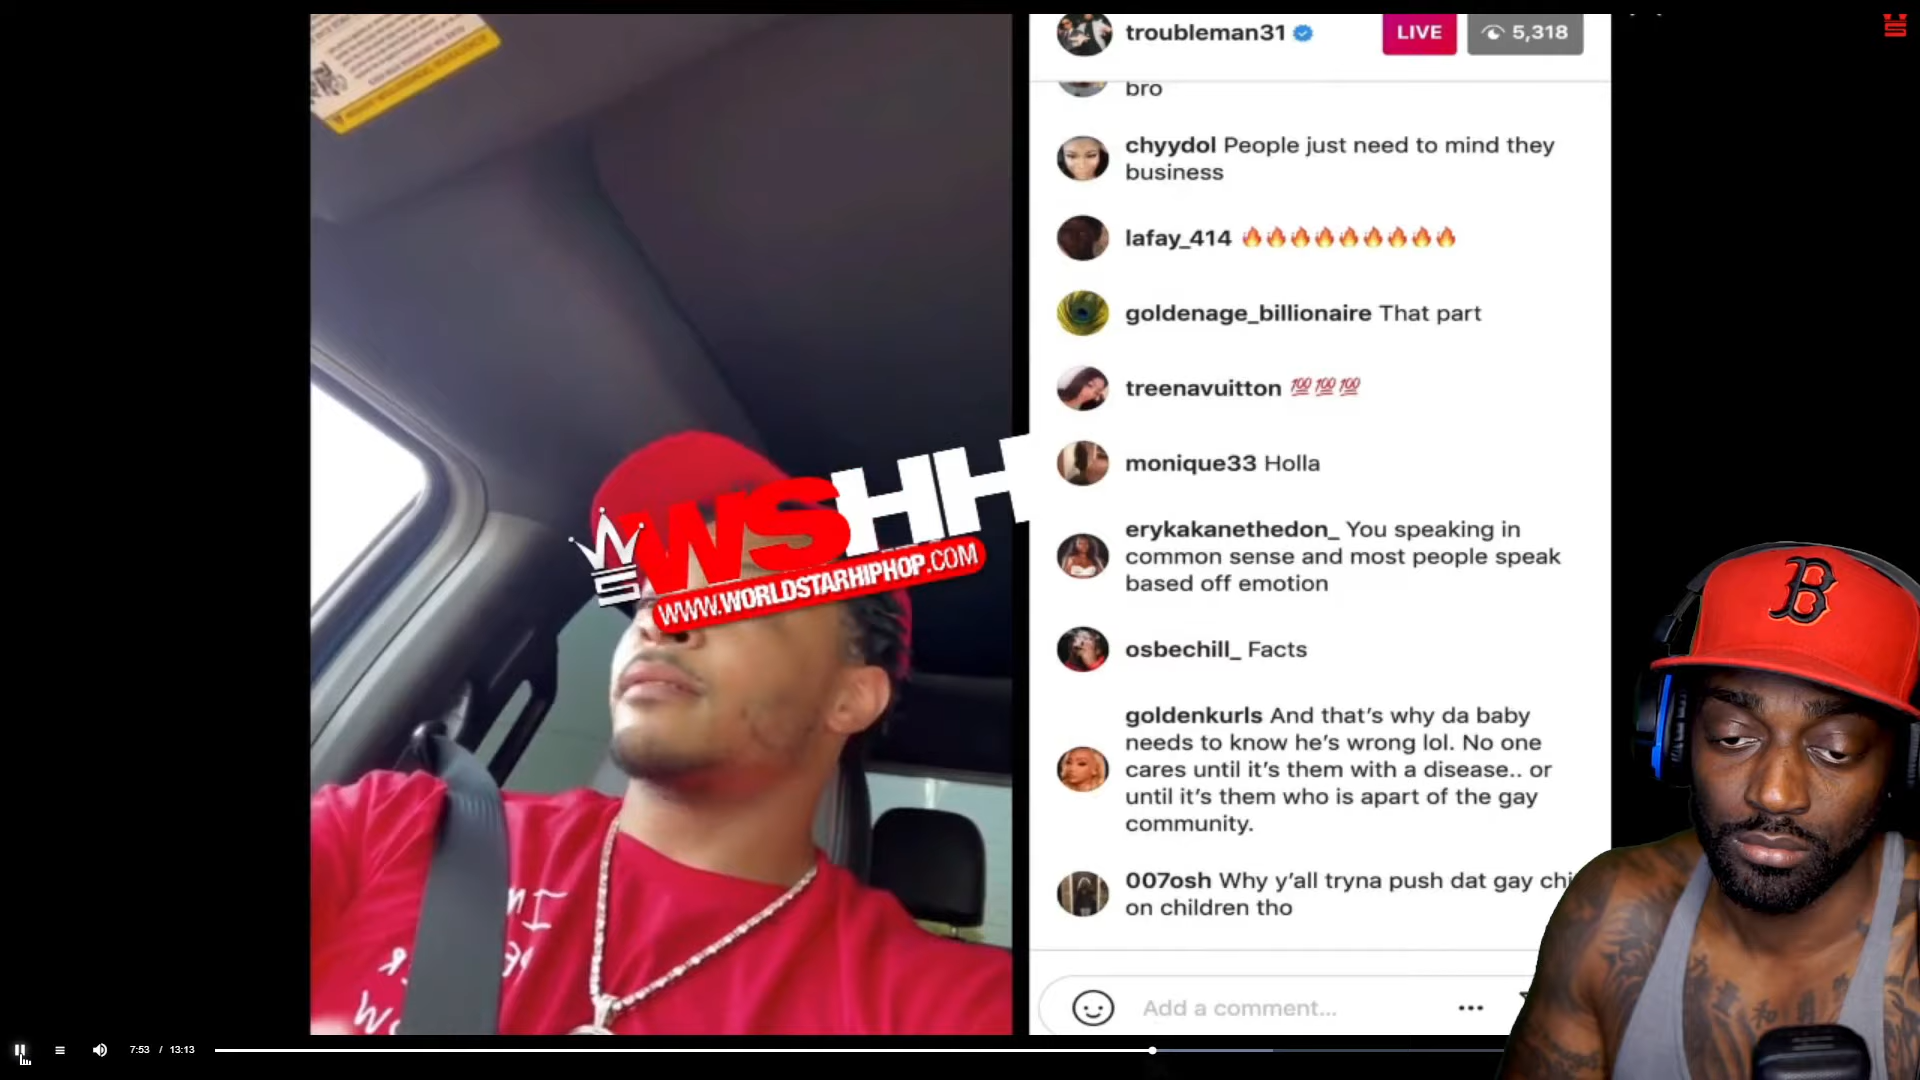 troubleman31
LIVE
5,318
bro
chyydol People just need to mind they
business
lafay_414 🔥🔥🔥🔥🔥🔥🔥🔥🔥
goldenage_billionaire That part
treenavuitton 💯💯💯
monique33 Holla
WSHH
WWW.WORLDSTARHIPHOP.COM
erykakanethedon_ You speaking in
common sense and most people speak
based off emotion
osbechill_ Facts
goldenkurls And that's why da baby
needs to know he's wrong lol. No one
cares until it's them with a disease.. or
until it's them who is apart of the gay
community.
007osh Why y'all tryna push dat gay chi
on children tho
Add a comment...
B
7:53 / 13:13